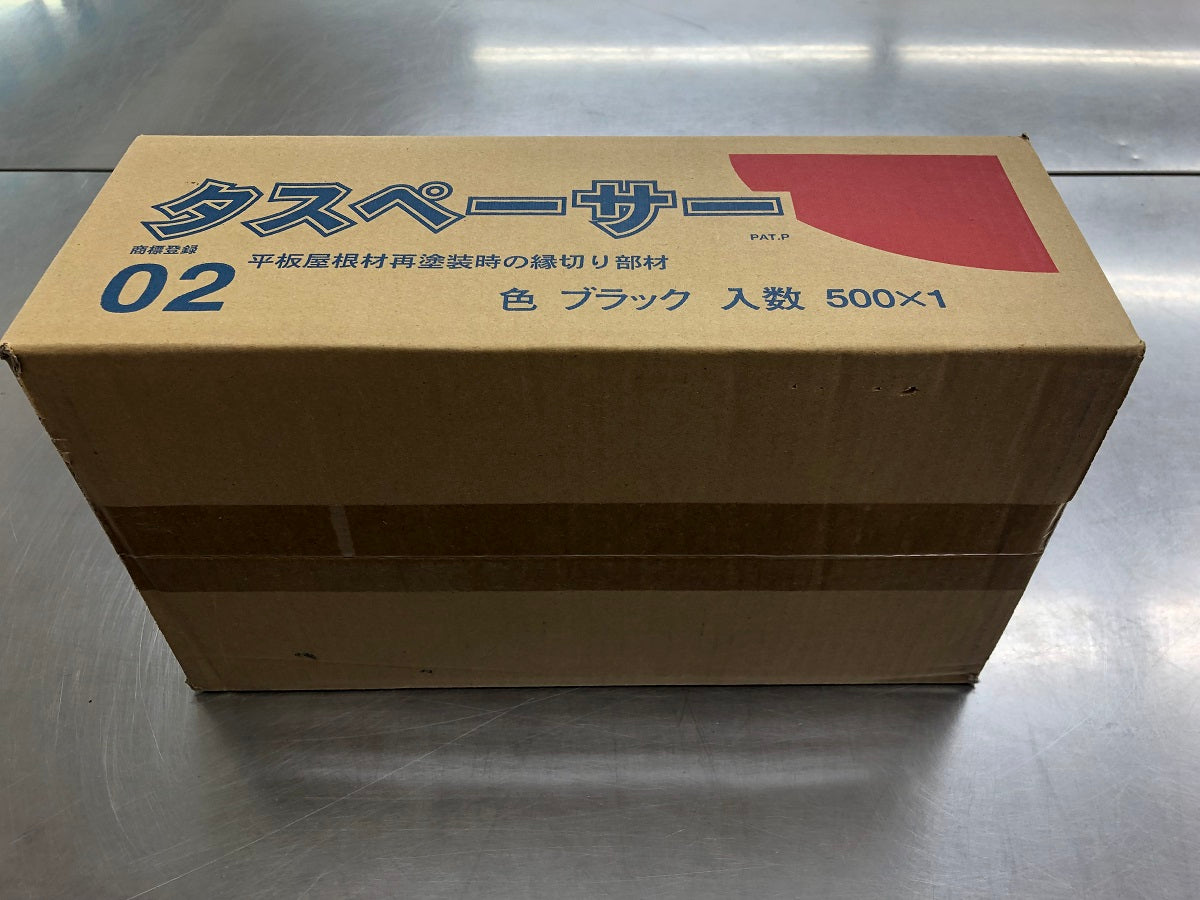 タスペーサー
PAT.P
商標登録
02 平板屋根材再塗装時の縁切り部材
色 ブラック 入数 500×1